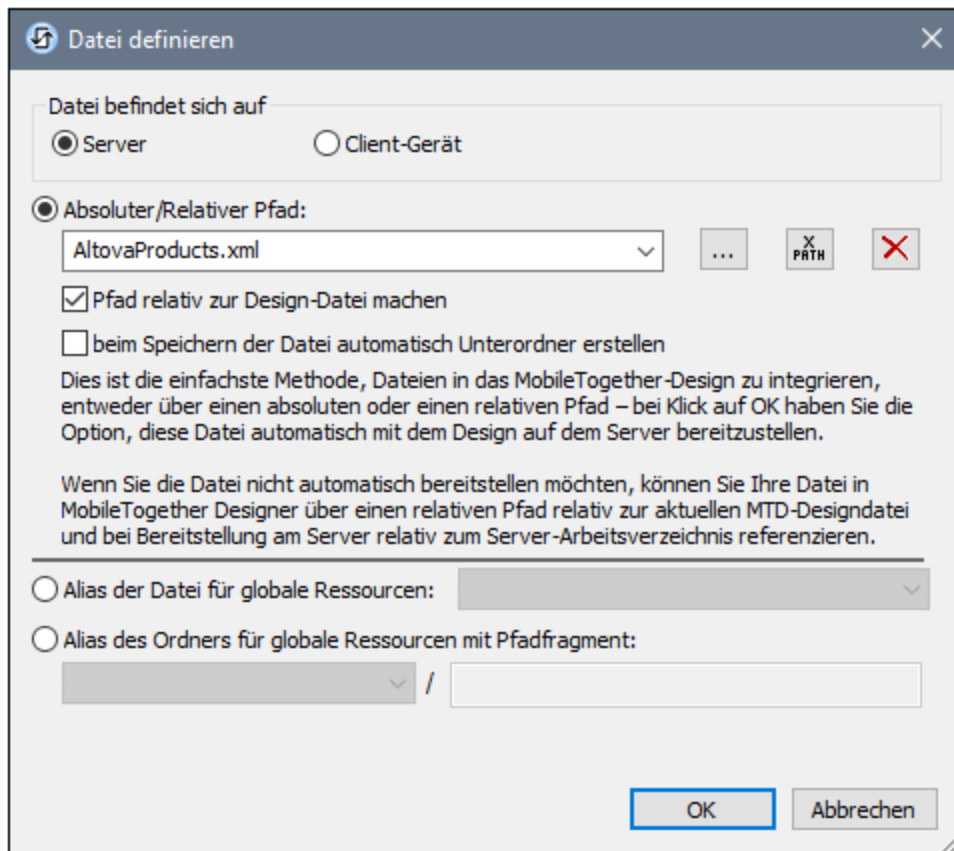 Datei definieren
Datei befindet sich auf
Server
Client-Gerät
Absoluter/Relativer Pfad:
AltovaProducts.xml
...
X
PATH
Pfad relativ zur Design-Datei machen
beim Speichern der Datei automatisch Unterordner erstellen
Dies ist die einfachste Methode, Dateien in das MobileTogether-Design zu integrieren,
entweder über einen absoluten oder einen relativen Pfad – bei Klick auf OK haben Sie die
Option, diese Datei automatisch mit dem Design auf dem Server bereitzustellen.
Wenn Sie die Datei nicht automatisch bereitstellen möchten, können Sie Ihre Datei in
MobileTogether Designer über einen relativen Pfad relativ zur aktuellen MTD-Designdatei
und bei Bereitstellung am Server relativ zum Server-Arbeitsverzeichnis referenzieren.
Alias der Datei für globale Ressourcen:
Alias des Ordners für globale Ressourcen mit Pfadfragment:
/
OK
Abbrechen